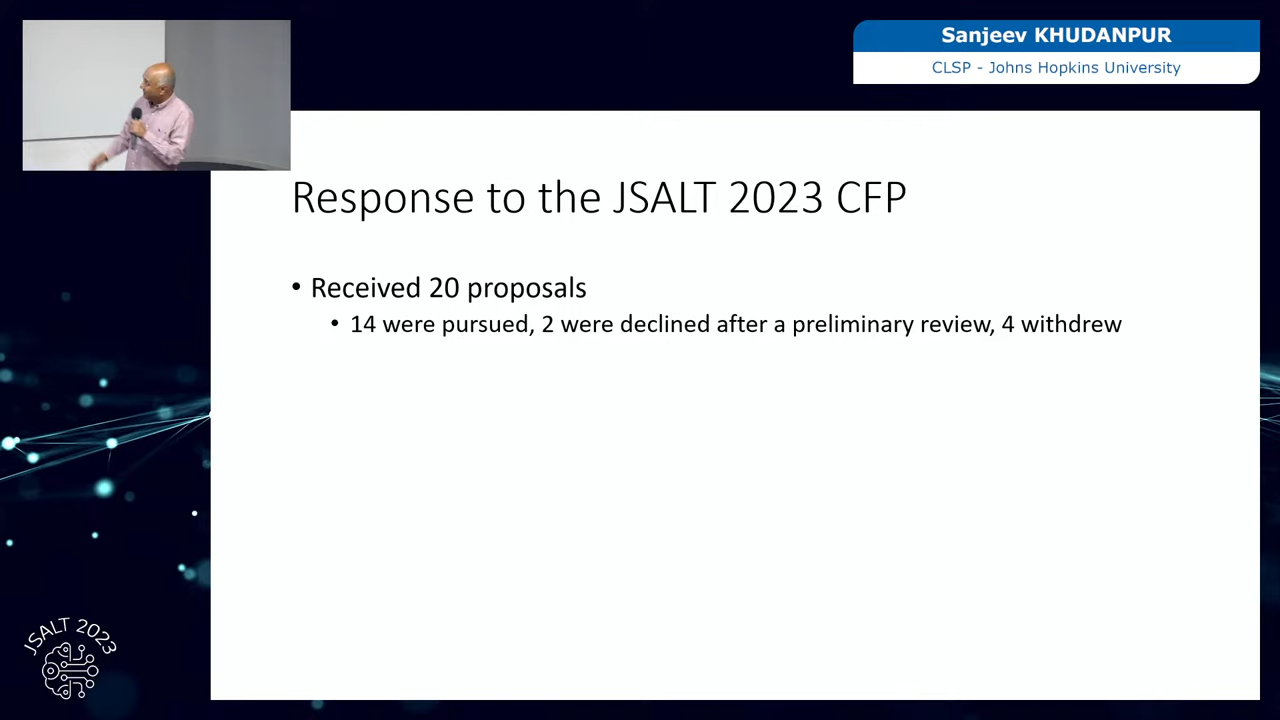 Sanjeev KHUDANPUR
CLSP - Johns Hopkins University
Response to the JSALT 2023 CFP
• Received 20 proposals
• 14 were pursued, 2 were declined after a preliminary review, 4 withdrew
JSALT 2023